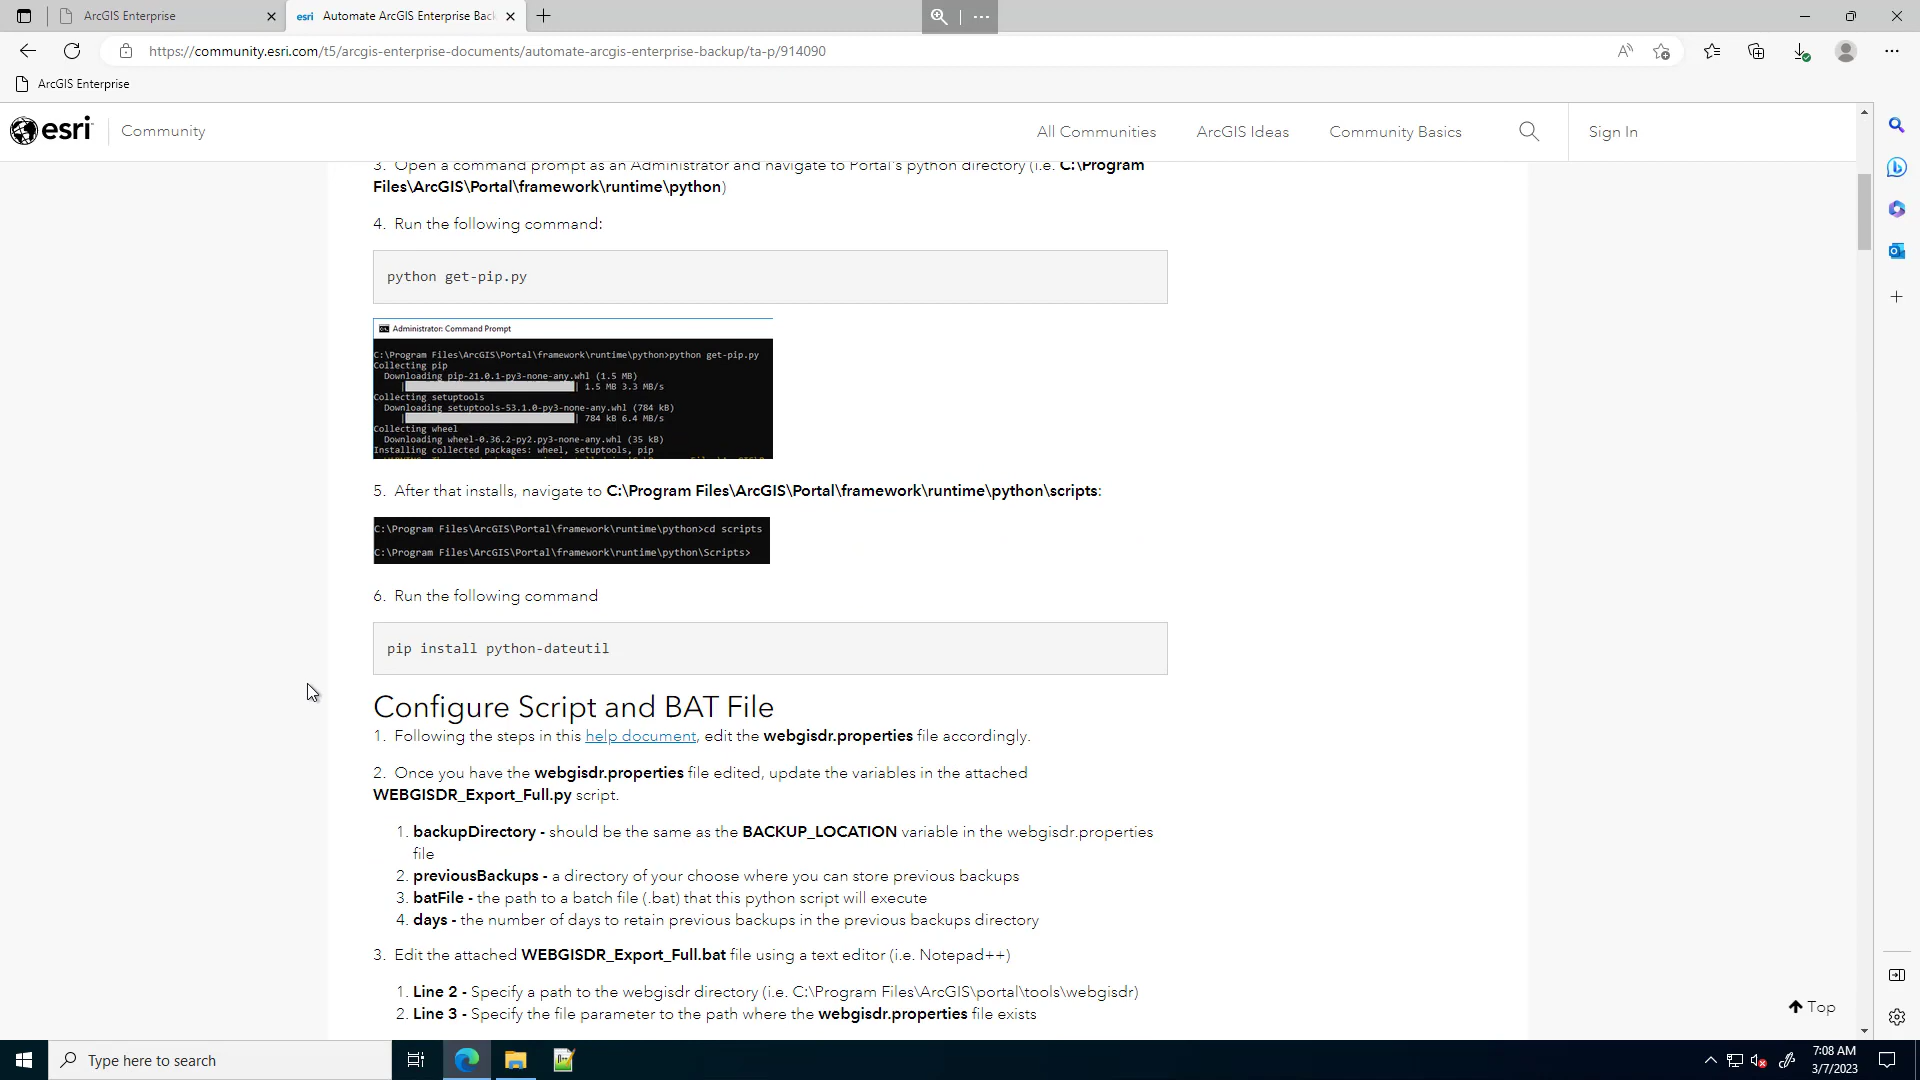 ArcGIS Enterprise
esri Automate ArcGIS Enterprise Back
https://community.esri.com/t5/arcgis-enterprise-documents/automate-arcgis-enterprise-backup/ta-p/914090
ArcGIS Enterprise
esri Community All Communities ArcGIS Ideas Community Basics Sign In
3. Open a command prompt as an Administrator and navigate to Portal's python directory (i.e. C:\Program
Files\ArcGIS\Portal\framework\runtime\python)
4. Run the following command:
python get-pip.py
Administrator: Command Prompt
C:\Program Files\ArcGIS\Portal\framework\runtime\python>python get-pip.py
Collecting pip
Downloading pip-21.0.1-py3-none-any.whl (1.5 MB)
| | 1.5 MB 3.3 MB/s
Collecting setuptools
Downloading setuptools-53.1.0-py3-none-any.whl (784 kB)
| | 784 kB 6.4 MB/s
Collecting wheel
Downloading wheel-0.36.2-py2.py3-none-any.whl (35 kB)
Installing collected packages: wheel, setuptools, pip
5. After that installs, navigate to C:\Program Files\ArcGIS\Portal\framework\runtime\python\scripts:
C:\Program Files\ArcGIS\Portal\framework\runtime\python>cd scripts
C:\Program Files\ArcGIS\Portal\framework\runtime\python\Scripts>
6. Run the following command
pip install python-dateutil
Configure Script and BAT File
1. Following the steps in this help document, edit the webgisdr.properties file accordingly.
2. Once you have the webgisdr.properties file edited, update the variables in the attached
WEBGISDR_Export_Full.py script.
1. backupDirectory - should be the same as the BACKUP_LOCATION variable in the webgisdr.properties
file
2. previousBackups - a directory of your choose where you can store previous backups
3. batFile - the path to a batch file (.bat) that this python script will execute
4. days - the number of days to retain previous backups in the previous backups directory
3. Edit the attached WEBGISDR_Export_Full.bat file using a text editor (i.e. Notepad++)
1. Line 2 - Specify a path to the webgisdr directory (i.e. C:\Program Files\ArcGIS\portal\tools\webgisdr)
2. Line 3 - Specify the file parameter to the path where the webgisdr.properties file exists
Top
Type here to search
7:08 AM
3/7/2023